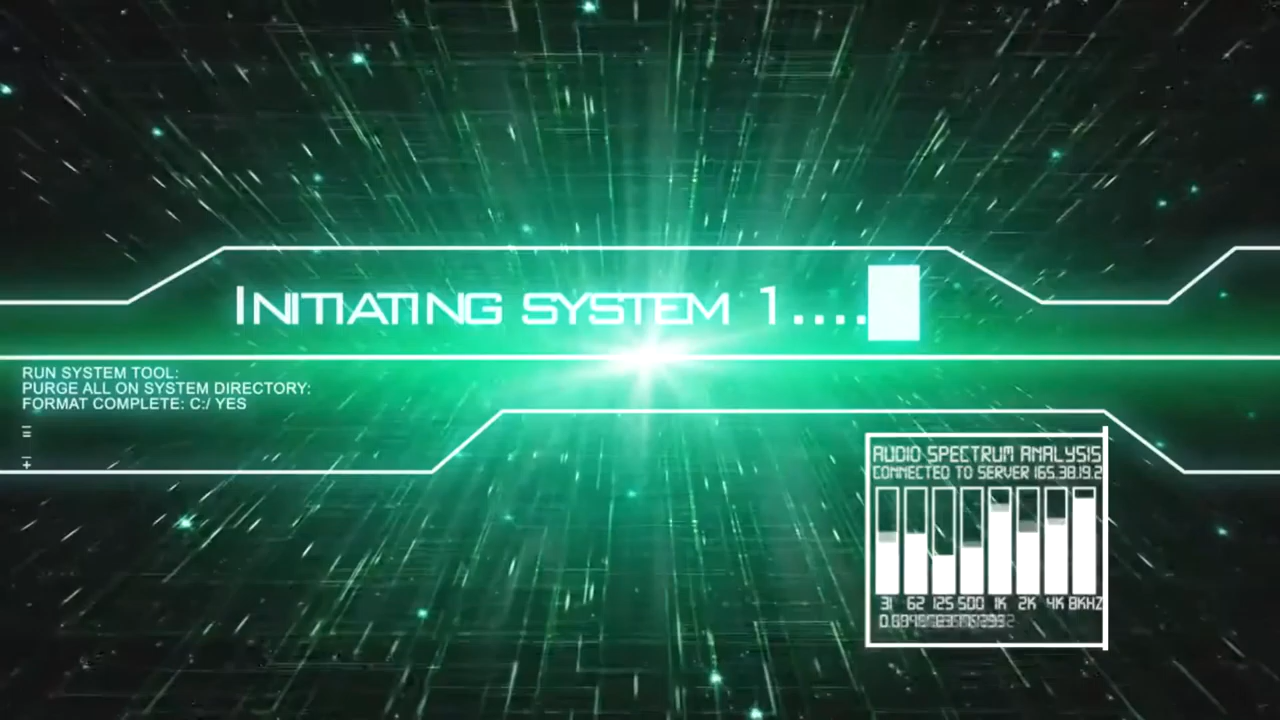 INITIATING SYSTEM 1....
RUN SYSTEM TOOL:
PURGE ALL ON SYSTEM DIRECTORY:
FORMAT COMPLETE: C:/ YES
AUDIO SPECTRUM ANALYSIS
CONNECTED TO SERVER 165.38.19.2
31 62 125 500 1K 2K 4K 8KHZ